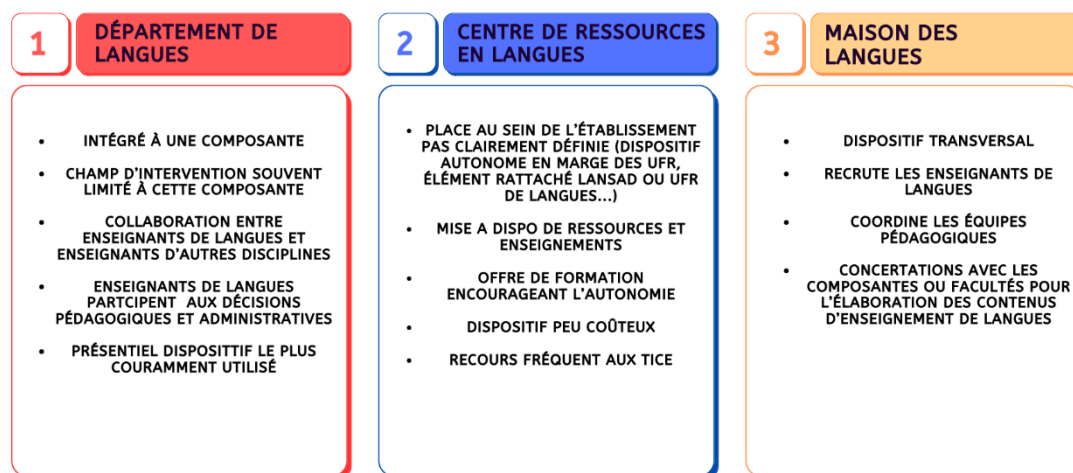 1
DÉPARTEMENT DE
LANGUES
• INTÉGRÉ À UNE COMPOSANTE
• CHAMP D'INTERVENTION SOUVENT
LIMITÉ À CETTE COMPOSANTE
• COLLABORATION ENTRE
ENSEIGNANTS DE LANGUES ET
ENSEIGNANTS D'AUTRES DISCIPLINES
• ENSEIGNANTS DE LANGUES
PARTCIPENT AUX DÉCISIONS
PÉDAGOGIQUES ET ADMINISTRATIVES
• PRÉSENTIEL DISPOSITTIF LE PLUS
COURAMMENT UTILISÉ
2
CENTRE DE RESSOURCES
EN LANGUES
• PLACE AU SEIN DE L'ÉTABLISSEMENT
PAS CLAIREMENT DÉFINIE (DISPOSITIF
AUTONOME EN MARGE DES UFR,
ÉLÉMENT RATTACHÉ LANSAD OU UFR
DE LANGUES...)
• MISE A DISPO DE RESSOURCES ET
ENSEIGNEMENTS
• OFFRE DE FORMATION
ENCOURAGEANT L'AUTONOMIE
• DISPOSITIF PEU COÛTEUX
• RECOURS FRÉQUENT AUX TICE
3
MAISON DES
LANGUES
• DISPOSITIF TRANSVERSAL
• RECRUTE LES ENSEIGNANTS DE
LANGUES
• COORDINE LES ÉQUIPES
PÉDAGOGIQUES
• CONCERTATIONS AVEC LES
COMPOSANTES OU FACULTÉS POUR
L'ÉLABORATION DES CONTENUS
D'ENSEIGNEMENT DE LANGUES